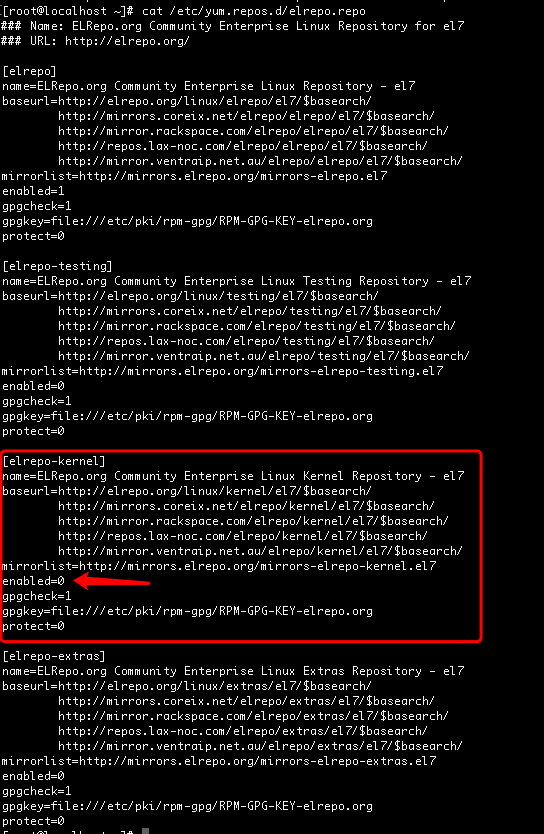 [root@localhost ~]# cat /etc/yum.repos.d/elrepo.repo
### Name: ELRepo.org Community Enterprise Linux Repository for el7
### URL: http://elrepo.org/

[elrepo]
name=ELRepo.org Community Enterprise Linux Repository - el7
baseurl=http://elrepo.org/linux/elrepo/el7/$basearch/
        http://mirrors.coreix.net/elrepo/elrepo/el7/$basearch/
        http://mirror.rackspace.com/elrepo/elrepo/el7/$basearch/
        http://repos.lax-noc.com/elrepo/elrepo/el7/$basearch/
        http://mirror.ventraip.net.au/elrepo/elrepo/el7/$basearch/
mirrorlist=http://mirrors.elrepo.org/mirrors-elrepo.el7
enabled=1
gpgcheck=1
gpgkey=file:///etc/pki/rpm-gpg/RPM-GPG-KEY-elrepo.org
protect=0

[elrepo-testing]
name=ELRepo.org Community Enterprise Linux Testing Repository - el7
baseurl=http://elrepo.org/linux/testing/el7/$basearch/
        http://mirrors.coreix.net/elrepo/testing/el7/$basearch/
        http://mirror.rackspace.com/elrepo/testing/el7/$basearch/
        http://repos.lax-noc.com/elrepo/testing/el7/$basearch/
        http://mirror.ventraip.net.au/elrepo/testing/el7/$basearch/
mirrorlist=http://mirrors.elrepo.org/mirrors-elrepo-testing.el7
enabled=0
gpgcheck=1
gpgkey=file:///etc/pki/rpm-gpg/RPM-GPG-KEY-elrepo.org
protect=0

[elrepo-kernel]
name=ELRepo.org Community Enterprise Linux Kernel Repository - el7
baseurl=http://elrepo.org/linux/kernel/el7/$basearch/
        http://mirrors.coreix.net/elrepo/kernel/el7/$basearch/
        http://mirror.rackspace.com/elrepo/kernel/el7/$basearch/
        http://repos.lax-noc.com/elrepo/kernel/el7/$basearch/
        http://mirror.ventraip.net.au/elrepo/kernel/el7/$basearch/
mirrorlist=http://mirrors.elrepo.org/mirrors-elrepo-kernel.el7
enabled=0
gpgcheck=1
gpgkey=file:///etc/pki/rpm-gpg/RPM-GPG-KEY-elrepo.org
protect=0

[elrepo-extras]
name=ELRepo.org Community Enterprise Linux Extras Repository - el7
baseurl=http://elrepo.org/linux/extras/el7/$basearch/
        http://mirrors.coreix.net/elrepo/extras/el7/$basearch/
        http://mirror.rackspace.com/elrepo/extras/el7/$basearch/
        http://repos.lax-noc.com/elrepo/extras/el7/$basearch/
        http://mirror.ventraip.net.au/elrepo/extras/el7/$basearch/
mirrorlist=http://mirrors.elrepo.org/mirrors-elrepo-extras.el7
enabled=0
gpgcheck=1
gpgkey=file:///etc/pki/rpm-gpg/RPM-GPG-KEY-elrepo.org
protect=0
[root@localhost ~]#